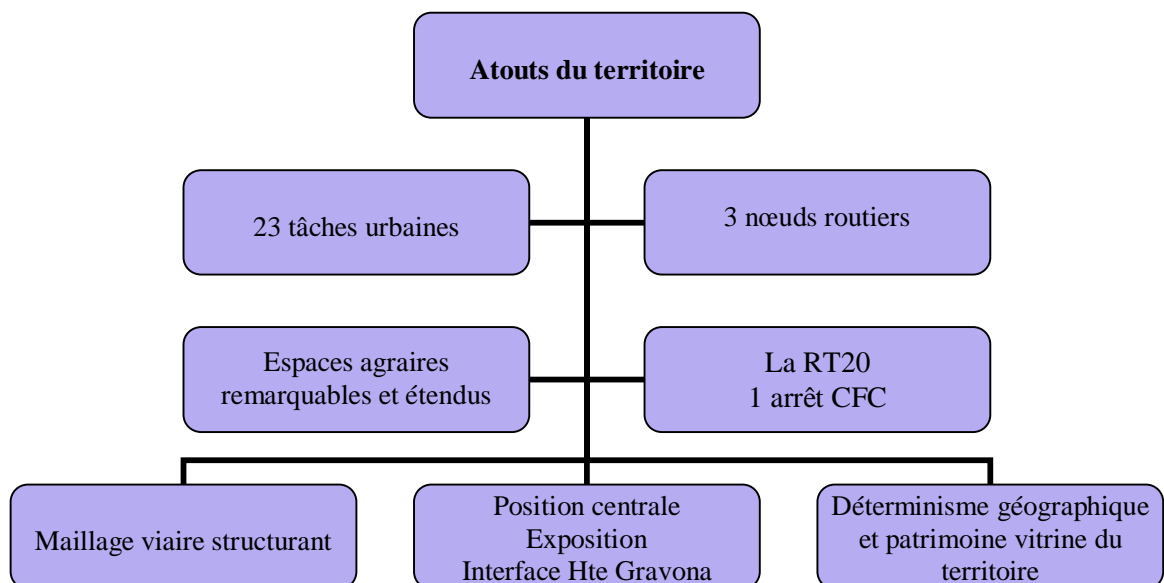 Atouts du territoire
23 tâches urbaines
3 nœuds routiers
Espaces agraires
remarquables et étendus
La RT20
1 arrêt CFC
Maillage viaire structurant
Position centrale
Exposition
Interface Hte Gravona
Déterminisme géographique
et patrimoine vitrine du
territoire